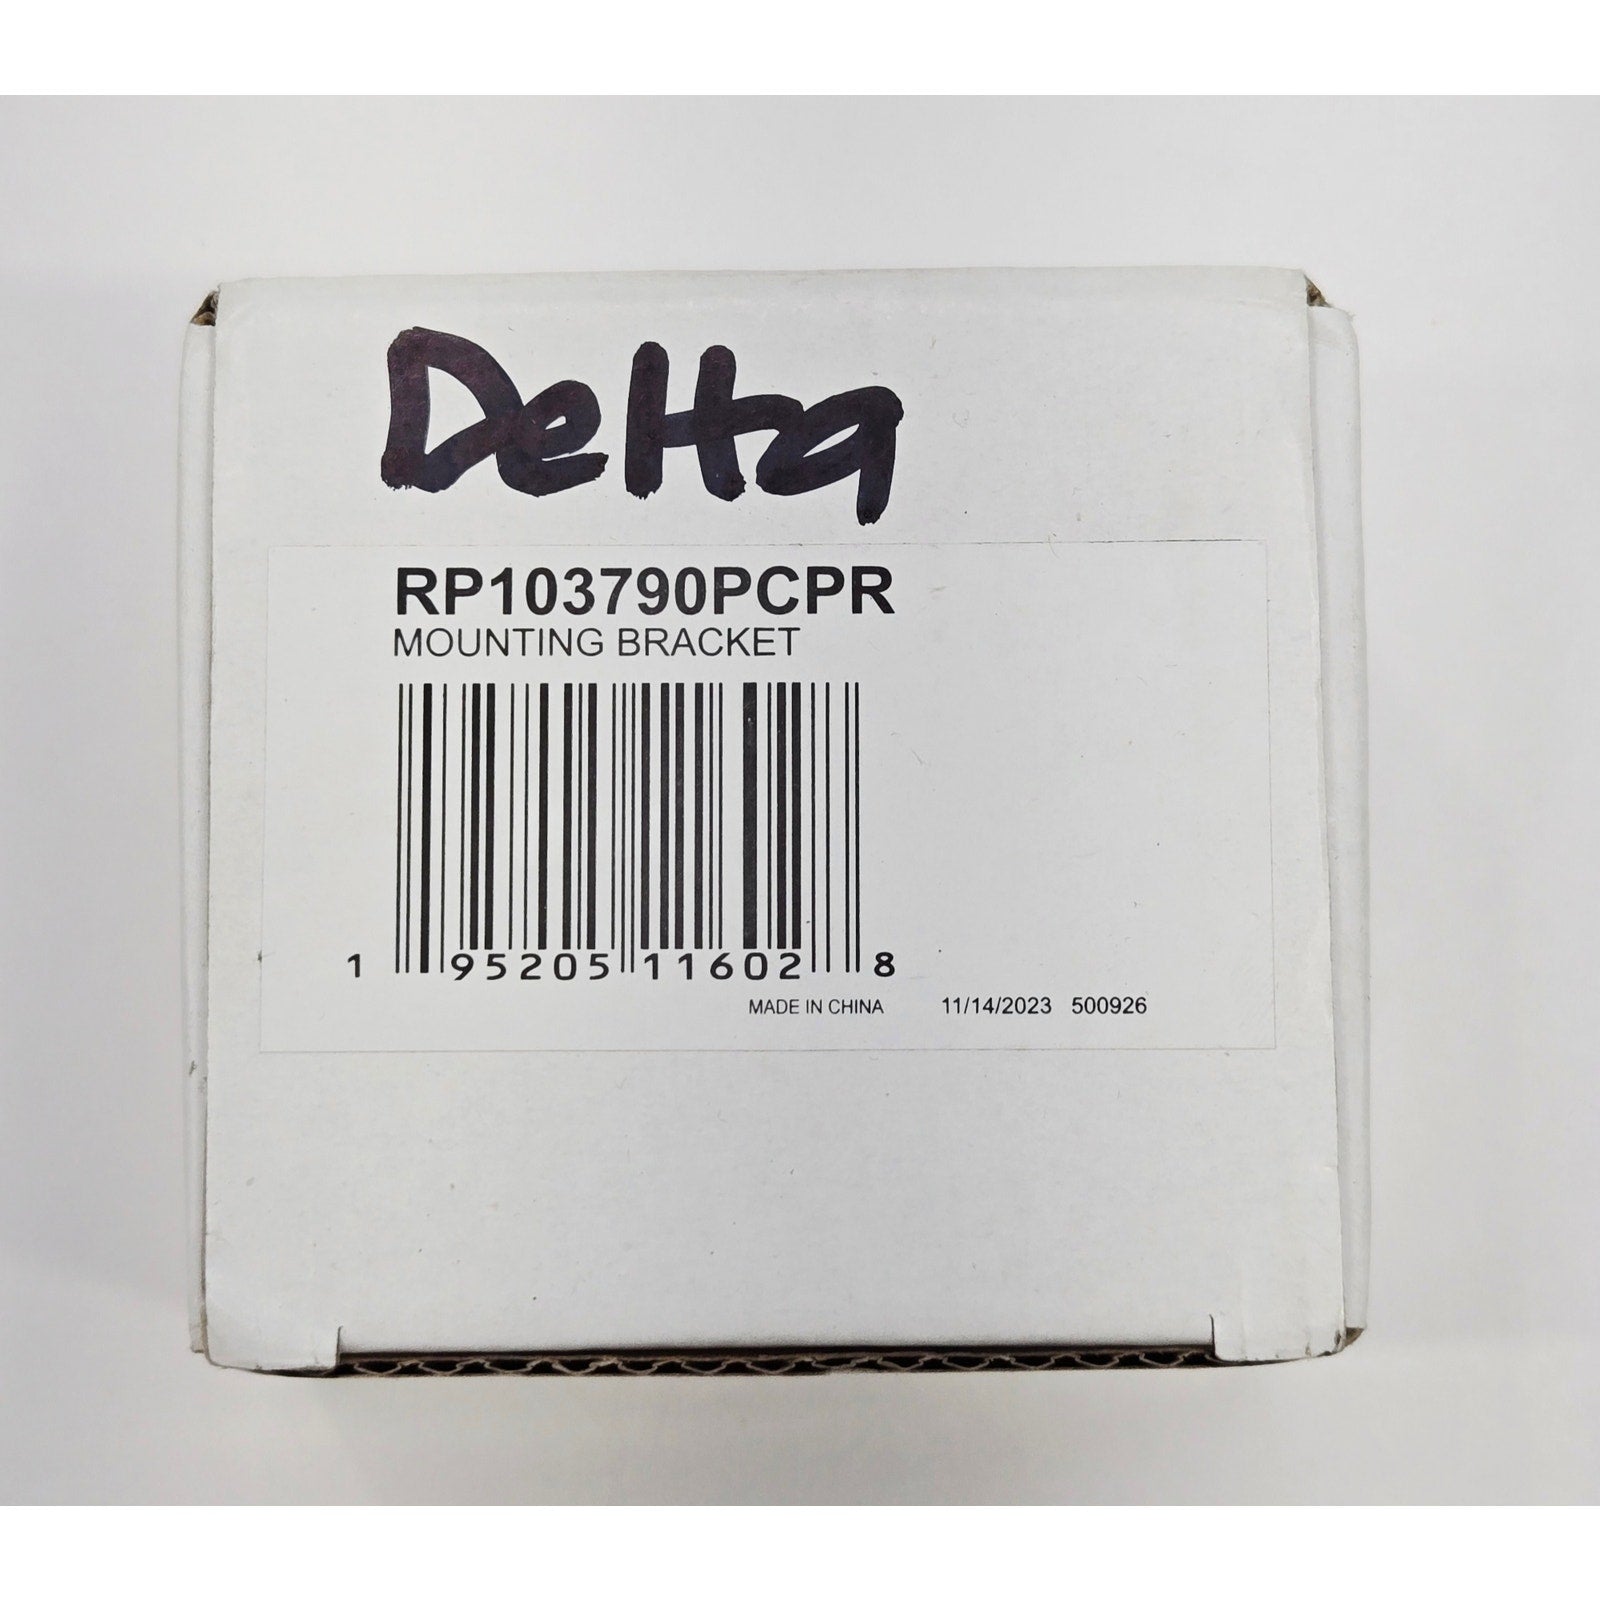 Delta
RP103790PCPR
MOUNTING BRACKET
1 95205 11602 8
MADE IN CHINA 11/14/2023 500926